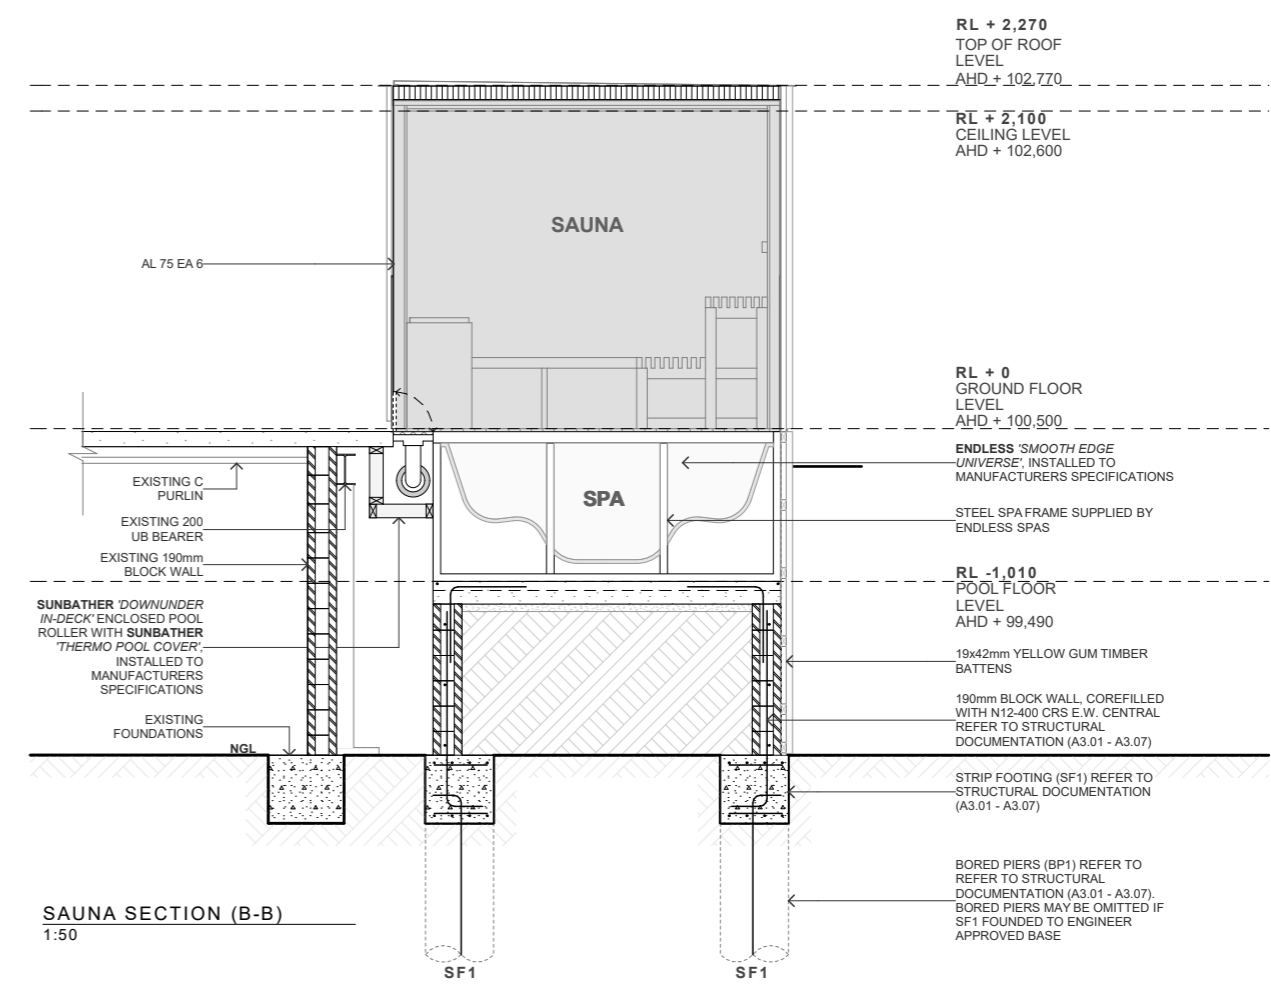 RL + 2,270
TOP OF ROOF
LEVEL
AHD + 102,770
RL + 2,100
CEILING LEVEL
AHD + 102,600
SAUNA
AL 75 EA 6
RL + 0
GROUND FLOOR
LEVEL
AHD + 100,500
ENDLESS 'SMOOTH EDGE
UNIVERSE', INSTALLED TO
MANUFACTURERS SPECIFICATIONS
SPA
STEEL SPA FRAME SUPPLIED BY
ENDLESS SPAS
EXISTING C
PURLIN
EXISTING 200
UB BEARER
EXISTING 190mm
BLOCK WALL
RL -1,010
POOL FLOOR
LEVEL
AHD + 99,490
SUNBATHER 'DOWNUNDER
IN-DECK' ENCLOSED POOL
ROLLER WITH SUNBATHER
'THERMO POOL COVER',
INSTALLED TO
MANUFACTURERS
SPECIFICATIONS
19x42mm YELLOW GUM TIMBER
BATTENS
190mm BLOCK WALL, COREFILLED
WITH N12-400 CRS E.W. CENTRAL
REFER TO STRUCTURAL
DOCUMENTATION (A3.01 - A3.07)
EXISTING
FOUNDATIONS
NGL
STRIP FOOTING (SF1) REFER TO
STRUCTURAL DOCUMENTATION
(A3.01 - A3.07)
BORED PIERS (BP1) REFER TO
REFER TO STRUCTURAL
DOCUMENTATION (A3.01 - A3.07).
BORED PIERS MAY BE OMITTED IF
SF1 FOUNDED TO ENGINEER
APPROVED BASE
SAUNA SECTION (B-B)
1:50
SF1
SF1